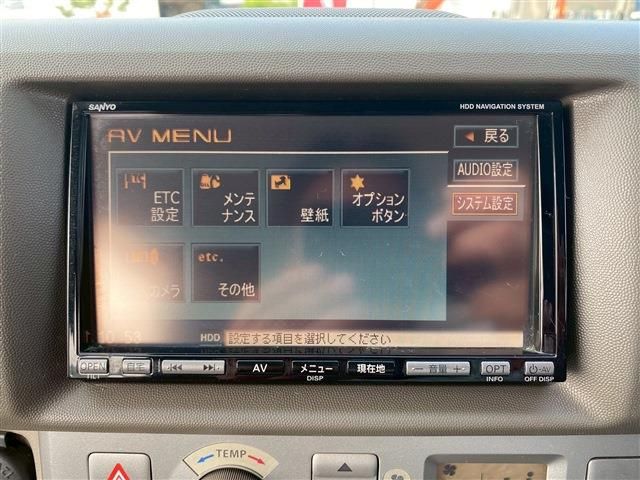 SANYO
HDD NAVIGATION SYSTEM
AV MENU
戻る
AUDIO設定
システム設定
ETC
設定
メンテ
ナンス
壁紙
オプション
ボタン
カメラ
etc.
その他
HDD
設定する項目を選択してください
OPEN
TILT
自宅
AV
メニュー
DISP
現在地
− 音量 +
OPT
INFO
AV
OFF DISP
TEMP